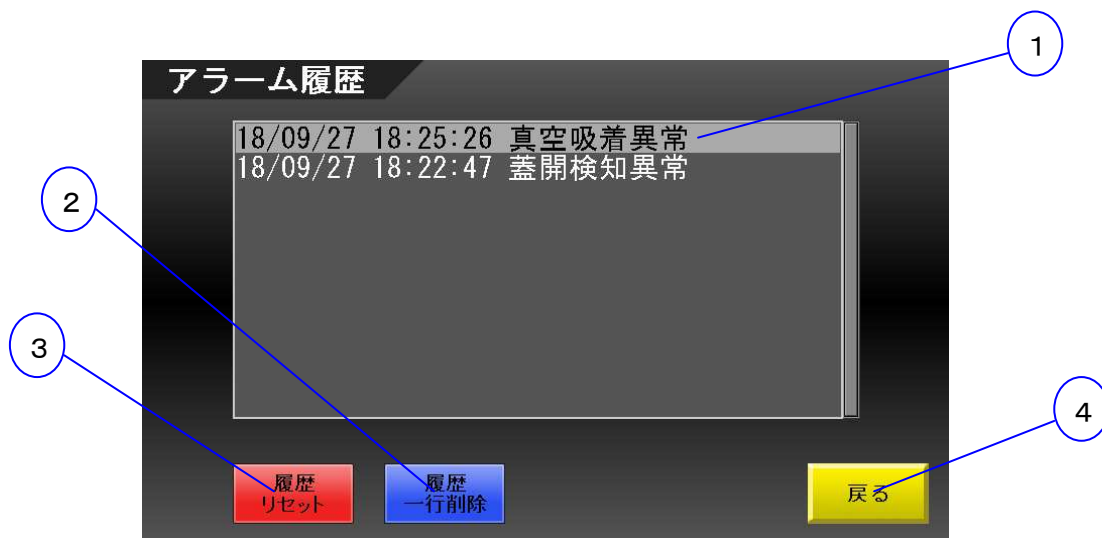 1
アラーム履歴
18/09/27 18:25:26 真空吸着異常
18/09/27 18:22:47 蓋開検知異常
2
3
4
履歴
リセット
履歴
一行削除
戻る